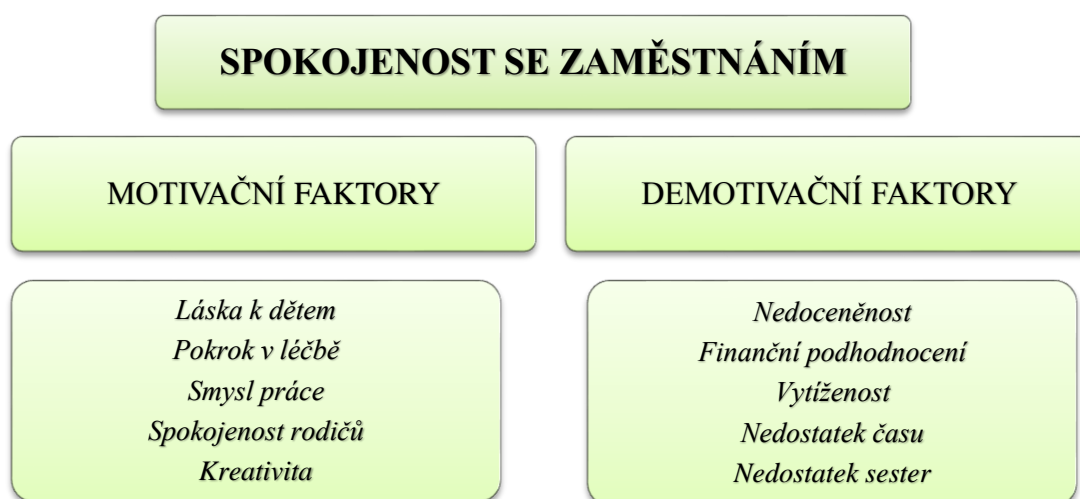 SPOKOJENOST SE ZAMĚSTNÁNÍM
MOTIVAČNÍ FAKTORY
DEMOTIVAČNÍ FAKTORY
Láska k dětem
Pokrok v léčbě
Smysl práce
Spokojenost rodičů
Kreativita
Nedoceněnost
Finanční podhodnocení
Vytíženost
Nedostatek času
Nedostatek sester